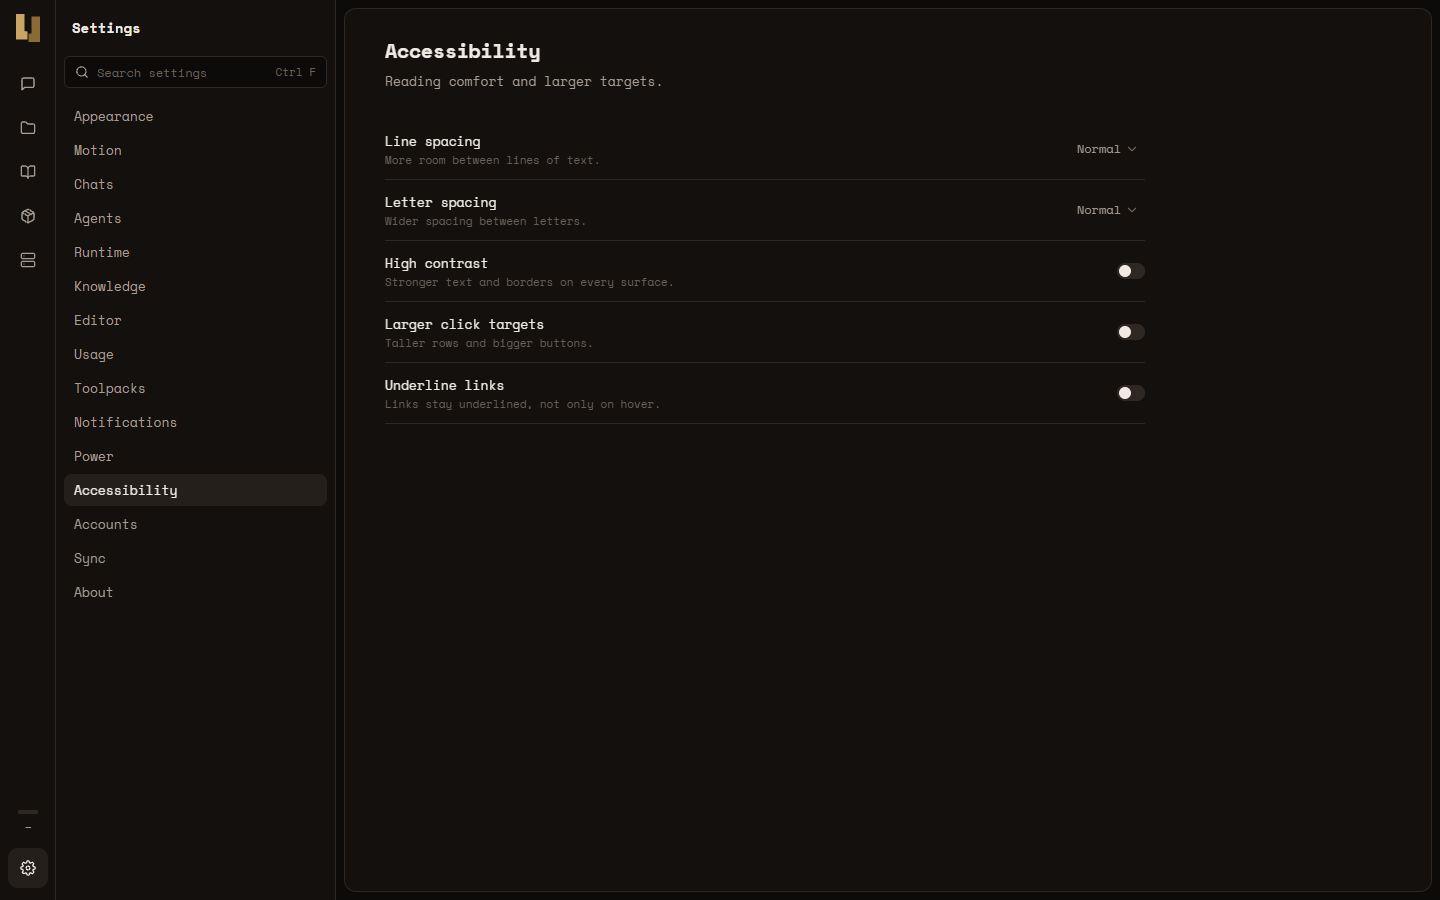 Settings
Search settings Ctrl F
Appearance
Motion
Chats
Agents
Runtime
Knowledge
Editor
Usage
Toolpacks
Notifications
Power
Accessibility
Accounts
Sync
About
–
Accessibility
Reading comfort and larger targets.
Line spacing
More room between lines of text.
Normal
Letter spacing
Wider spacing between letters.
Normal
High contrast
Stronger text and borders on every surface.
Larger click targets
Taller rows and bigger buttons.
Underline links
Links stay underlined, not only on hover.